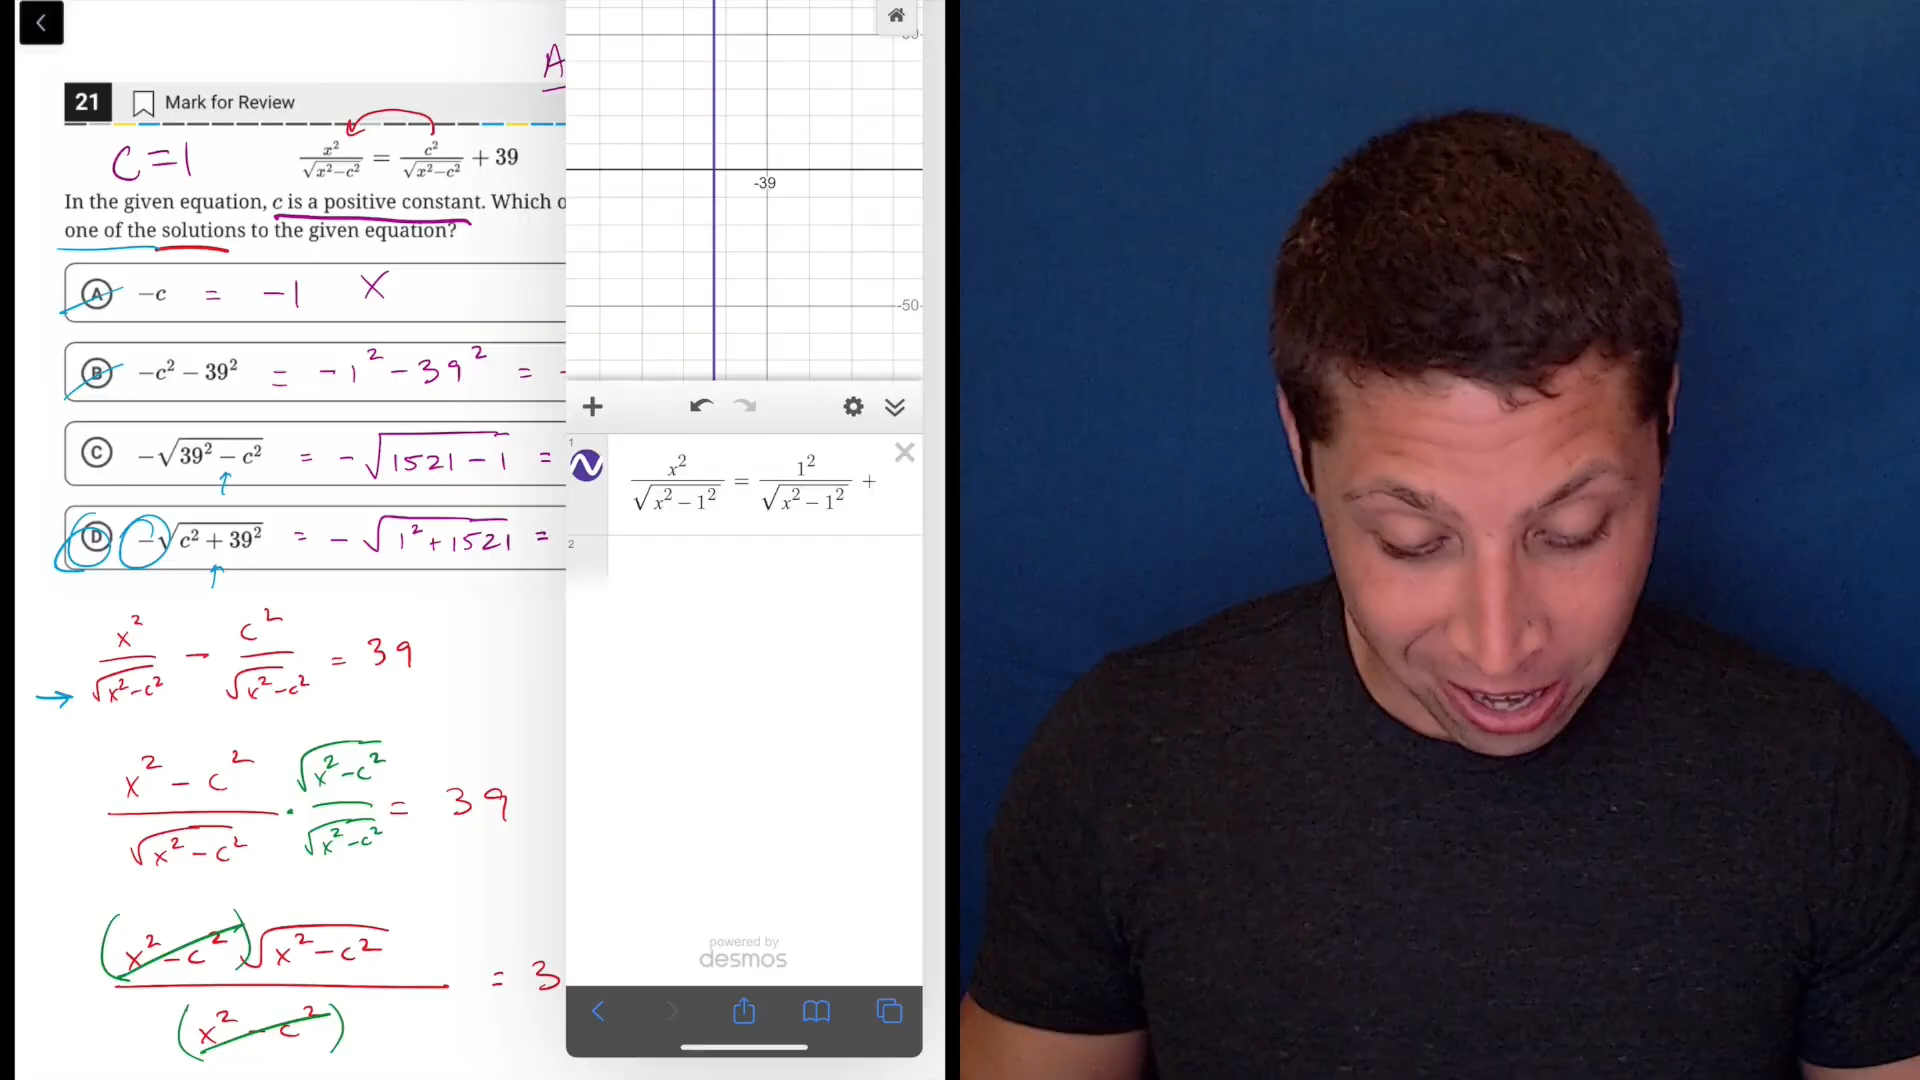 A
21 Mark for Review
C = 1
x²/√x²−c² = c²/√x²−c² + 39
In the given equation, c is a positive constant. Which o
one of the solutions to the given equation?
A −c = −1 X
B −c² − 39² = −1² − 39² = -
C −√39² − c² = −√1521 − 1 =
D −√c² + 39² = −√1² + 1521 =
x²/√x²−c² − c²/√x²−c² = 39
x² − c²/√x²−c² · √x²−c²/√x²−c² = 39
(x² − c²)√x²−c²/(x² − c²) = 3
-39
-50
1
x²/√x² − 1² = 1²/√x² − 1² +
2
powered by
desmos